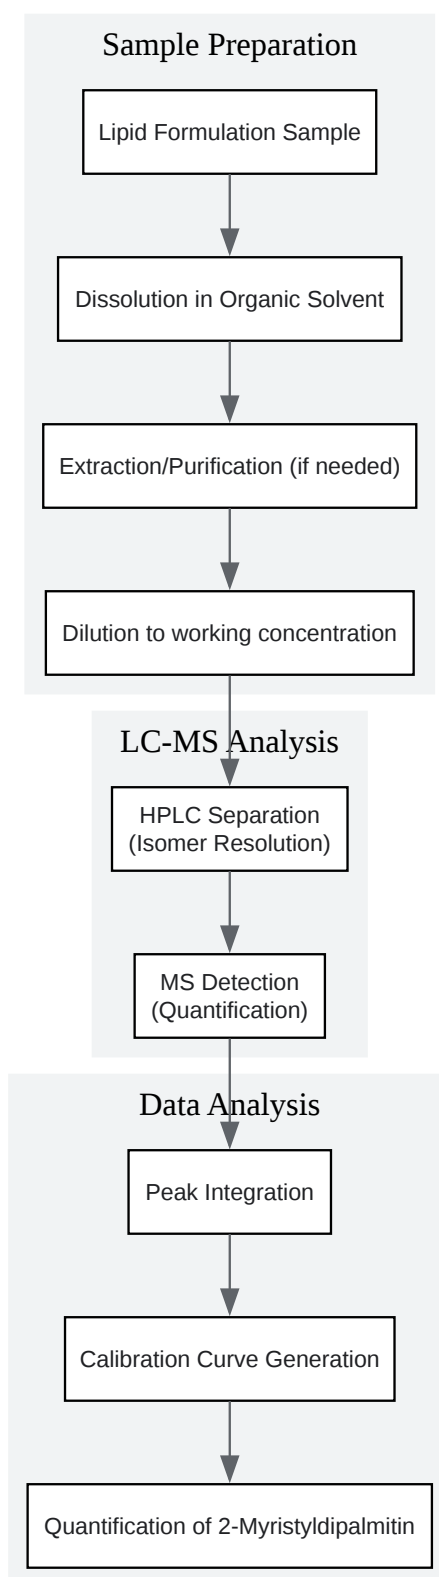 Sample Preparation
Lipid Formulation Sample
Dissolution in Organic Solvent
Extraction/Purification (if needed)
Dilution to working concentration
LC-MS Analysis
HPLC Separation
(Isomer Resolution)
MS Detection
(Quantification)
Data Analysis
Peak Integration
Calibration Curve Generation
Quantification of 2-Myristyldipalmitin